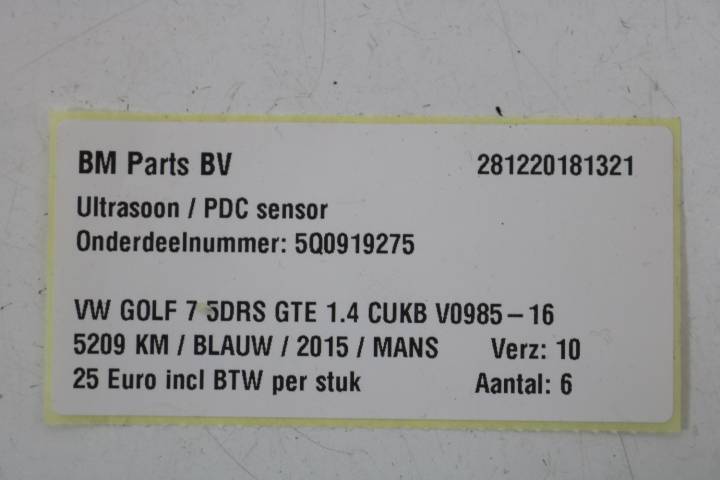 BM Parts BV 281220181321
Ultrasoon / PDC sensor
Onderdeelnummer: 5Q0919275
VW GOLF 7 5DRS GTE 1.4 CUKB V0985-16
5209 KM / BLAUW / 2015 / MANS Verz: 10
25 Euro incl BTW per stuk Aantal: 6